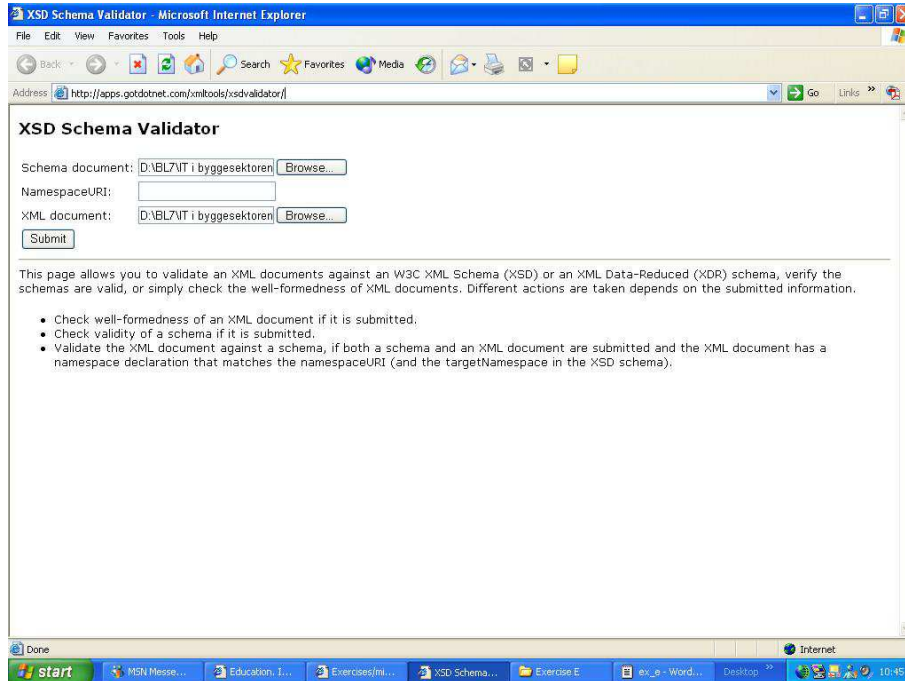 XSD Schema Validator - Microsoft Internet Explorer
File Edit View Favorites Tools Help
Back Search Favorites Media
Address http://apps.gotdotnet.com/xmltools/xsdvalidator/ Go Links »
XSD Schema Validator
Schema document: D:\BL7\IT i byggesektoren Browse...
NamespaceURI:
XML document: D:\BL7\IT i byggesektoren Browse...
Submit
This page allows you to validate an XML documents against an W3C XML Schema (XSD) or an XML Data-Reduced (XDR) schema, verify the
schemas are valid, or simply check the well-formedness of XML documents. Different actions are taken depends on the submitted information.
• Check well-formedness of an XML document if it is submitted.
• Check validity of a schema if it is submitted.
• Validate the XML document against a schema, if both a schema and an XML document are submitted and the XML document has a
namespace declaration that matches the namespaceURI (and the targetNamespace in the XSD schema).
Done Internet
start MSN Messe... Education. I... Exercises/mi... XSD Schema... Exercise E ex_e - Word... Desktop » 10:45